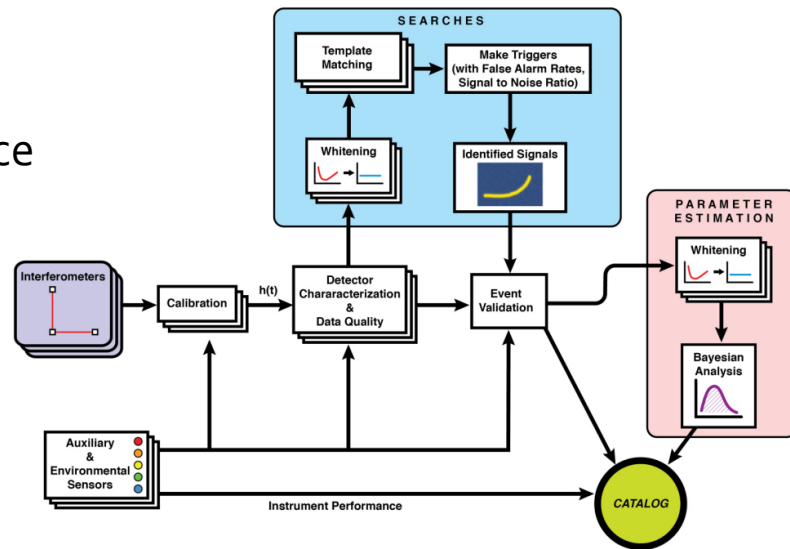 SEARCHES
Template
Matching
Make Triggers
(with False Alarm Rates,
Signal to Noise Ratio)
Whitening
Identified Signals
PARAMETER
ESTIMATION
Whitening
Interferometers
Calibration
h(t)
Detector
Chararacterization
&
Data Quality
Event
Validation
Bayesian
Analysis
Auxiliary
&
Environmental
Sensors
Instrument Performance
CATALOG